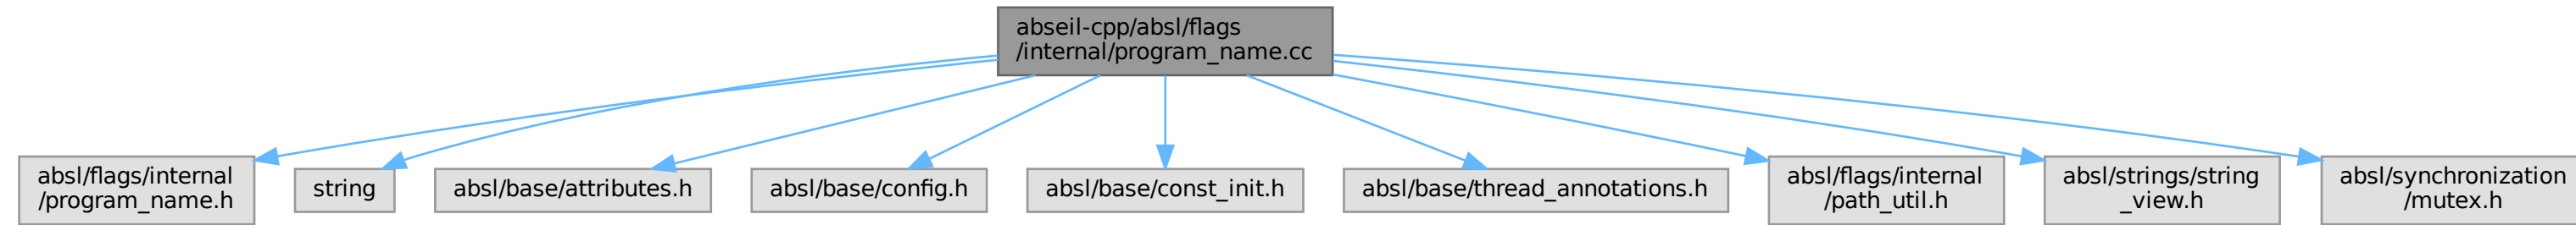 abseil-cpp/absl/flags
/internal/program_name.cc
absl/flags/internal
/program_name.h
string
absl/base/attributes.h
absl/base/config.h
absl/base/const_init.h
absl/base/thread_annotations.h
absl/flags/internal
/path_util.h
absl/strings/string
_view.h
absl/synchronization
/mutex.h